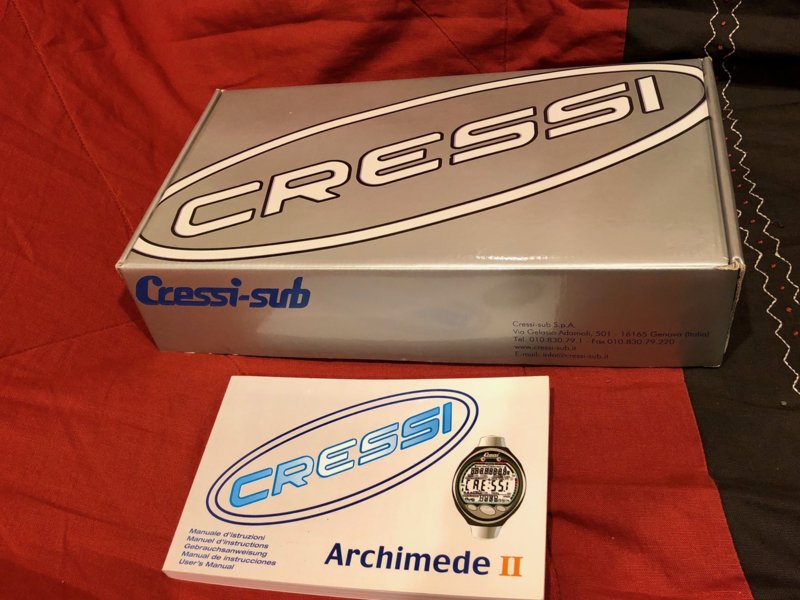 CRESSI
Cressi-sub
Cressi-sub S.p.A.
Via Gelasio Adamoli, 501 - 16165 Genova (Italia)
Tel. 010.830.79.1 - Fax 010.830.79.220
www.cressi-sub.it
E-mail: info@cressi-sub.it
CRESSI
Cressi
CRESSI
Manuale d'istruzioni
Manuel d'instructions
Gebrauchsanweisung
Manual de instrucciones
User's Manual
Archimede II